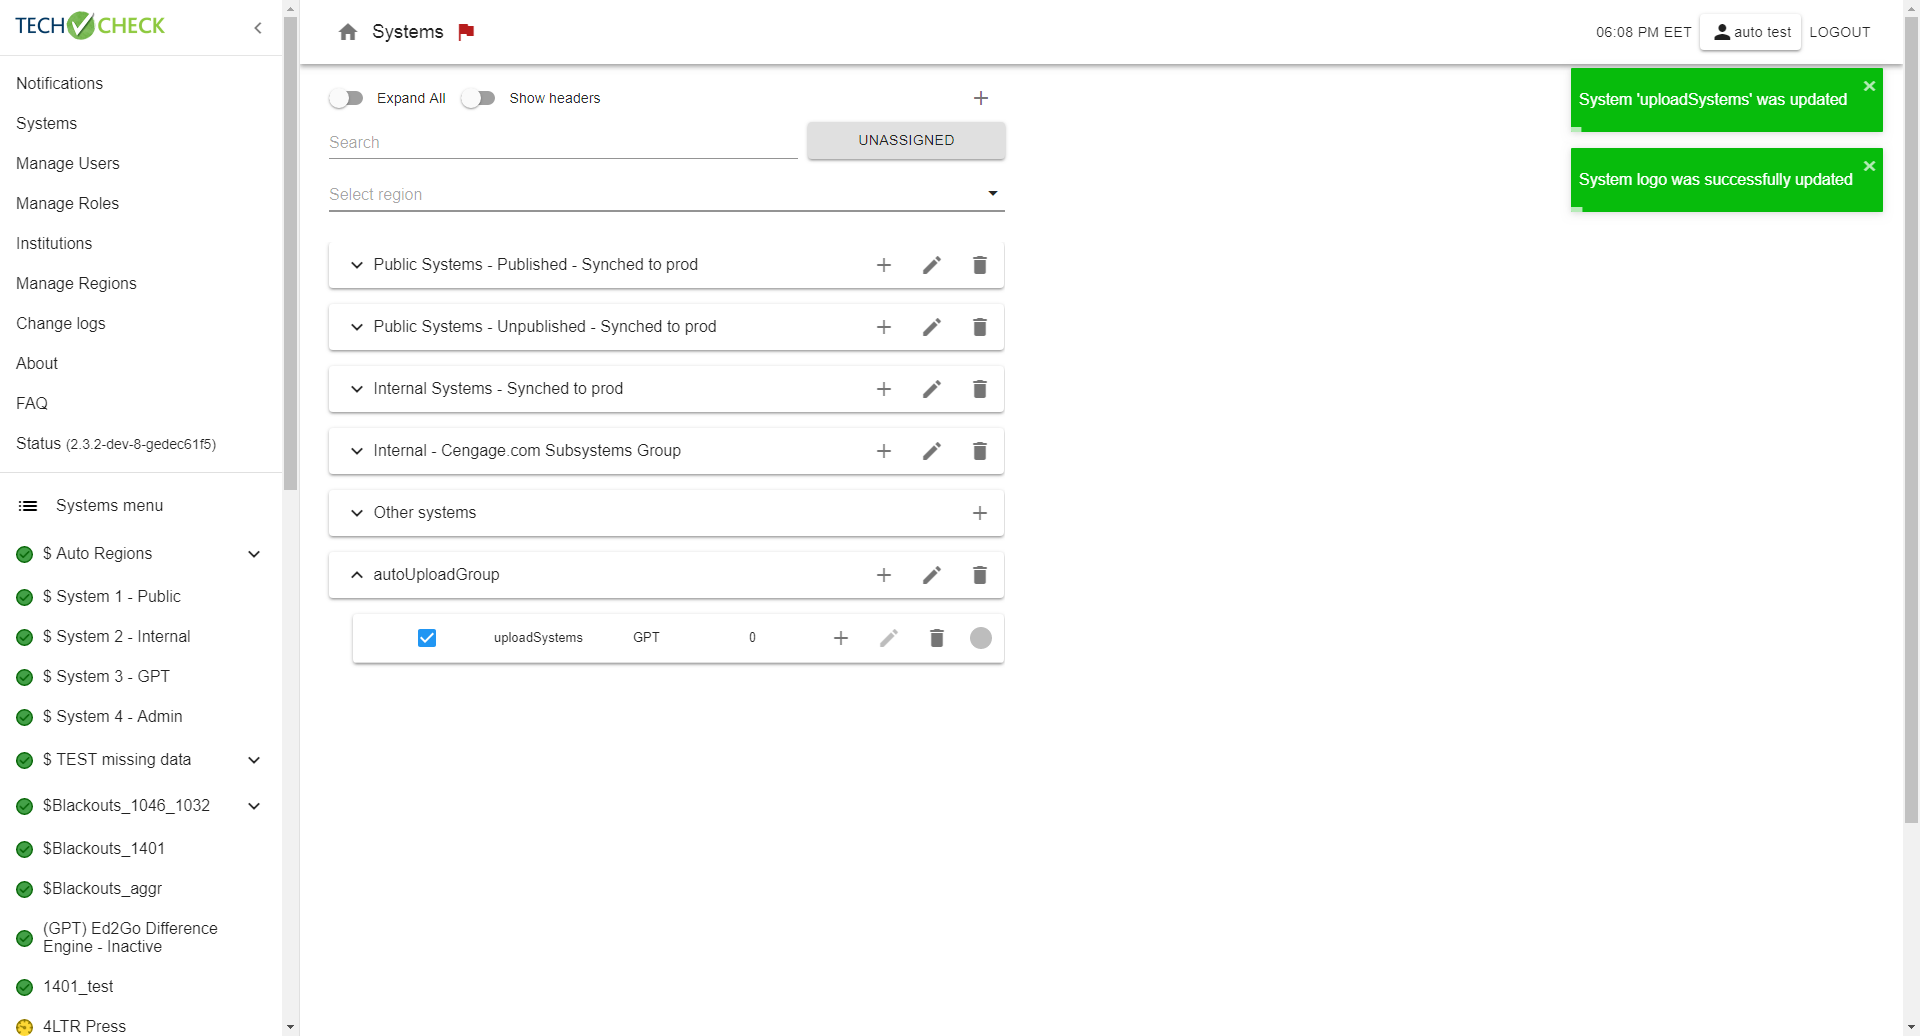 TECH CHECK
Systems
06:08 PM EET
auto test
LOGOUT
Notifications
Systems
Manage Users
Manage Roles
Institutions
Manage Regions
Change logs
About
FAQ
Status (2.3.2-dev-8-gedec61f5)
Systems menu
$ Auto Regions
$ System 1 - Public
$ System 2 - Internal
$ System 3 - GPT
$ System 4 - Admin
$ TEST missing data
$Blackouts_1046_1032
$Blackouts_1401
$Blackouts_aggr
(GPT) Ed2Go Difference
Engine - Inactive
1401_test
4LTR Press
Expand All
Show headers
Search
UNASSIGNED
Select region
Public Systems - Published - Synched to prod
Public Systems - Unpublished - Synched to prod
Internal Systems - Synched to prod
Internal - Cengage.com Subsystems Group
Other systems
autoUploadGroup
uploadSystems GPT 0
System 'uploadSystems' was updated
System logo was successfully updated